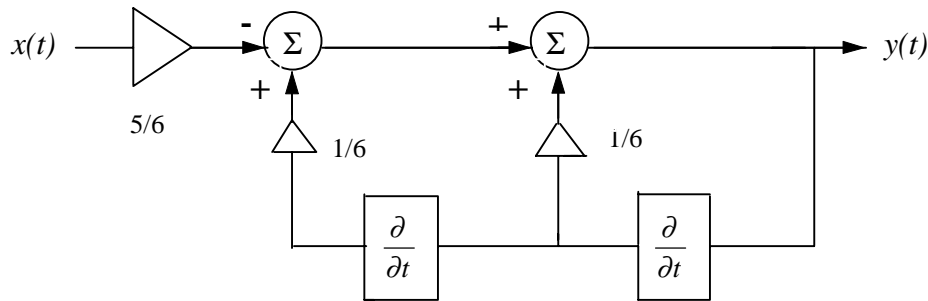 x(t)
-
Σ
+
Σ
y(t)
+
+
5/6
1/6
1/6
∂
∂t
∂
∂t